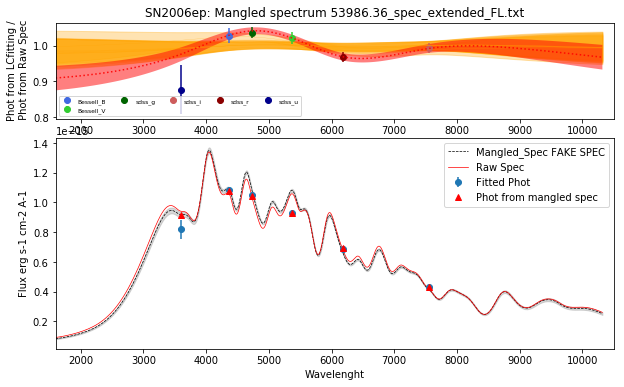 SN2006ep: Mangled spectrum 53986.36_spec_extended_FL.txt
Phot from LCfitting /
Phot from Raw Spec
1.0
0.9
0.8
Bessell_B sdss_g sdss_i sdss_r sdss_u
Bessell_V
2000 3000 4000 5000 6000 7000 8000 9000 10000
1e−15
Flux erg s-1 cm-2 A-1
1.4
1.2
1.0
0.8
0.6
0.4
0.2
Mangled_Spec FAKE SPEC
Raw Spec
Fitted Phot
Phot from mangled spec
2000 3000 4000 5000 6000 7000 8000 9000 10000
Wavelenght